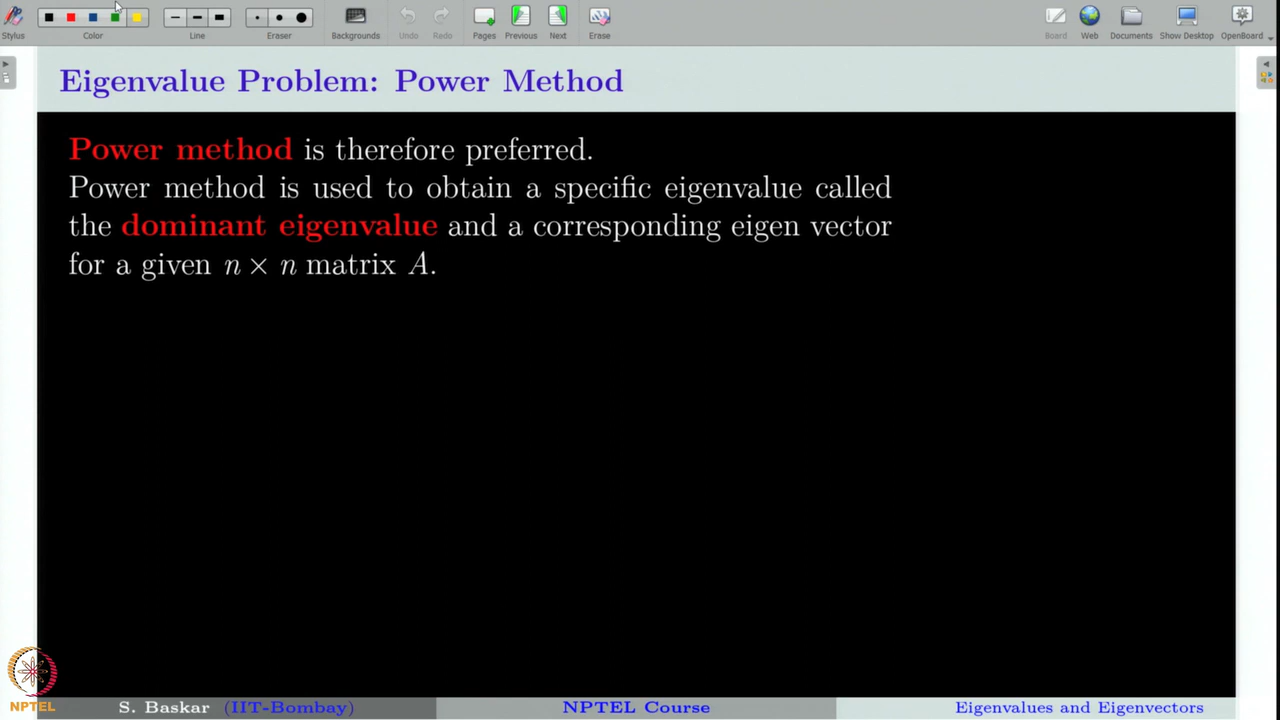 Stylus
Color
Line
Eraser
Backgrounds
Undo
Redo
Pages
Previous
Next
Erase
Board
Web
Documents
Show Desktop
OpenBoard
Eigenvalue Problem: Power Method
Power method is therefore preferred.
Power method is used to obtain a specific eigenvalue called
the dominant eigenvalue and a corresponding eigen vector
for a given n × n matrix A.
NPTEL
S. Baskar (IIT-Bombay)
NPTEL Course
Eigenvalues and Eigenvectors